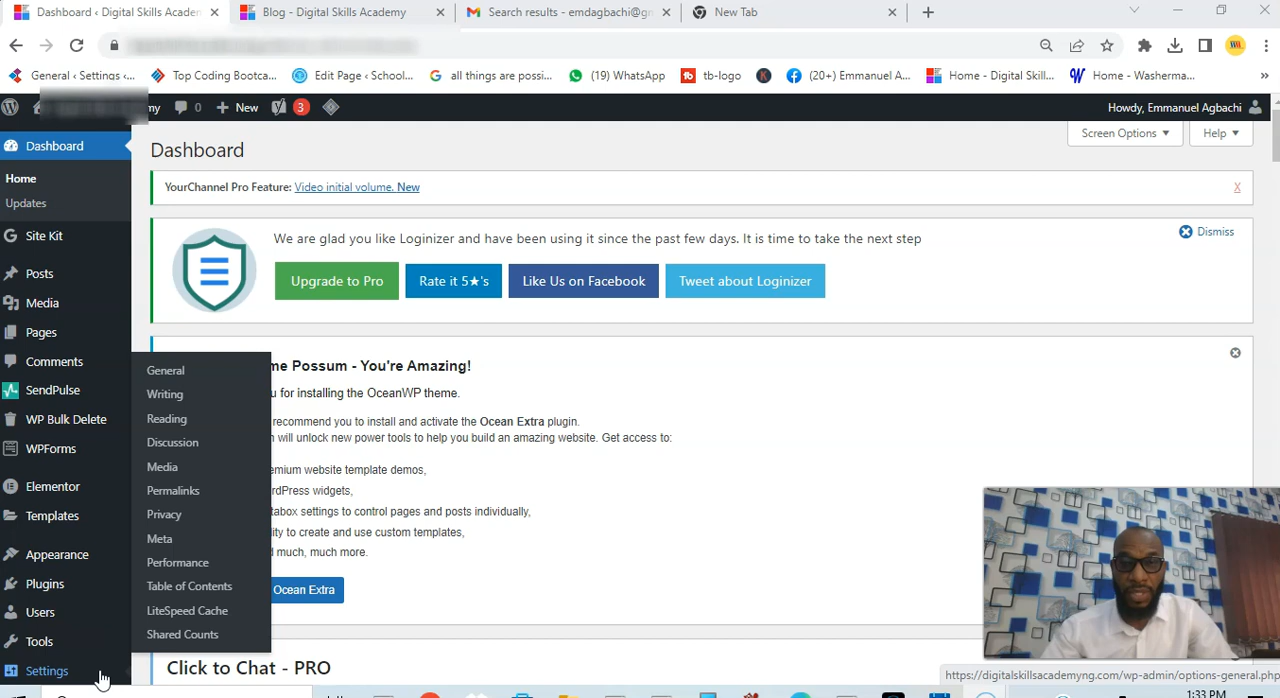 Dashboard ‹ Digital Skills Academ
Blog - Digital Skills Academy
Search results - emdagbachi@gn
New Tab
General ‹ Settings ‹...
Top Coding Bootca...
Edit Page ‹ School...
all things are possi...
(19) WhatsApp
tb-logo
(20+) Emmanuel A...
Home - Digital Skill...
Home - Washerma...
my
0
New
3
Howdy, Emmanuel Agbachi
Dashboard
Home
Updates
Site Kit
Posts
Media
Pages
Comments
SendPulse
WP Bulk Delete
WPForms
Elementor
Templates
Appearance
Plugins
Users
Tools
Settings
General
Writing
Reading
Discussion
Media
Permalinks
Privacy
Meta
Performance
Table of Contents
LiteSpeed Cache
Shared Counts
Dashboard
Screen Options ▼
Help ▼
YourChannel Pro Feature: Video initial volume. New
X
We are glad you like Loginizer and have been using it since the past few days. It is time to take the next step
Dismiss
Upgrade to Pro
Rate it 5★'s
Like Us on Facebook
Tweet about Loginizer
me Possum - You're Amazing!
u for installing the OceanWP theme.
recommend you to install and activate the Ocean Extra plugin.
n will unlock new power tools to help you build an amazing website. Get access to:
emium website template demos,
rdPress widgets,
tabox settings to control pages and posts individually,
ity to create and use custom templates,
d much, much more.
Ocean Extra
Click to Chat - PRO
https://digitalskillsacademyng.com/wp-admin/options-general.php
1:33 PM